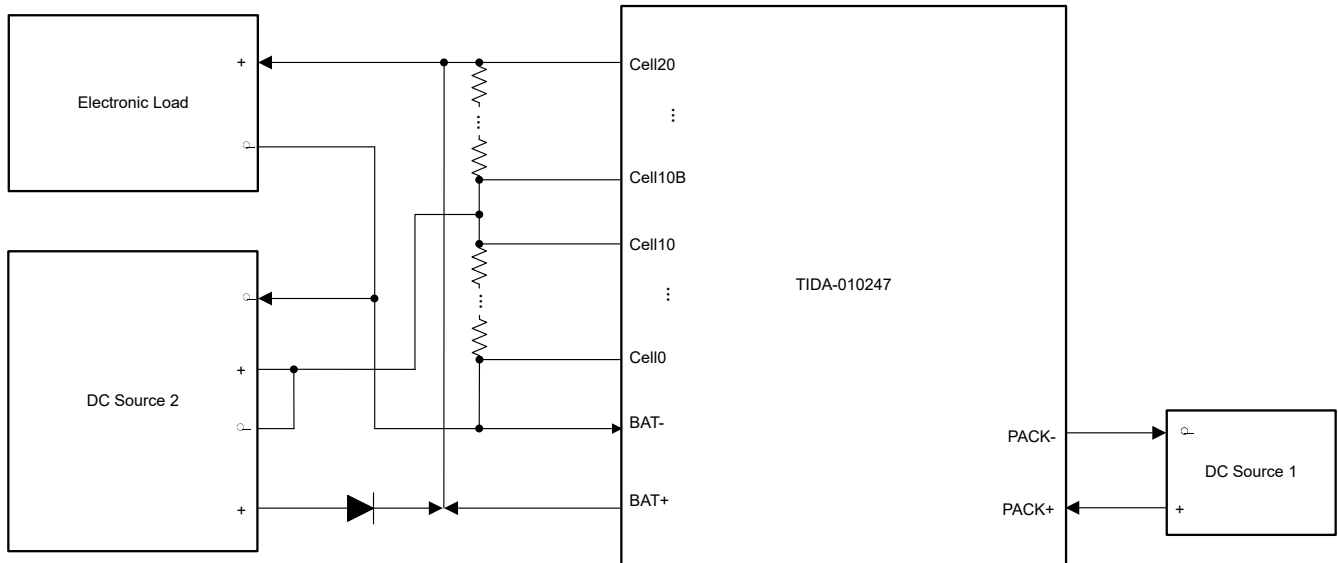 +
Electronic Load
Cell20
⋮
⋮
Cell10B
Cell10
⋮
⋮
TIDA-010247
Cell0
+
DC Source 2
BAT-
+
BAT+
PACK-
DC Source 1
PACK+
+